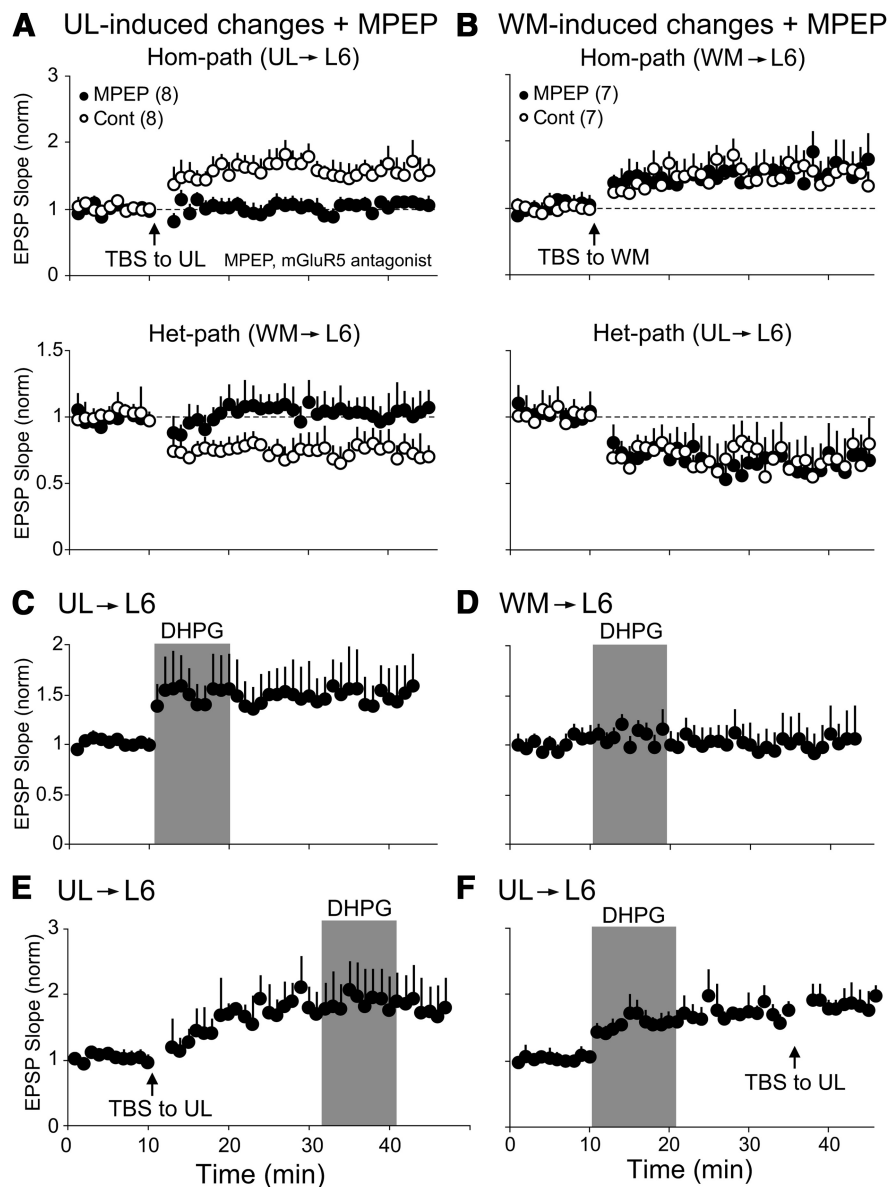 A UL-induced changes + MPEP
Hom-path (UL→L6)
EPSP Slope (norm)
3
2
1
0
MPEP (8)
Cont (8)
TBS to UL
MPEP, mGluR5 antagonist
Het-path (WM→L6)
EPSP Slope (norm)
1.5
1
0.5
0
B WM-induced changes + MPEP
Hom-path (WM→L6)
MPEP (7)
Cont (7)
TBS to WM
Het-path (UL→L6)
C UL→L6
DHPG
EPSP Slope (norm)
2
1.5
1
0.5
0
D WM→L6
DHPG
E UL→L6
DHPG
EPSP Slope (norm)
3
2
1
0
TBS to UL
0 10 20 30 40
Time (min)
F UL→L6
DHPG
TBS to UL
0 10 20 30 40
Time (min)